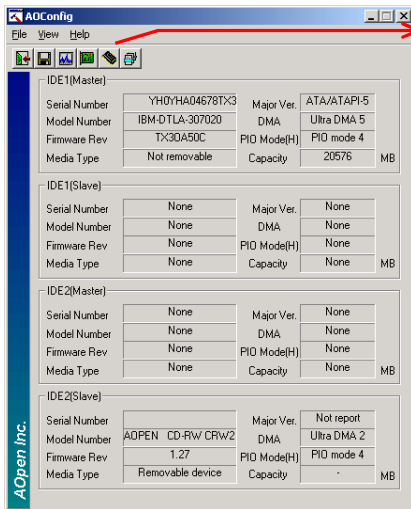 AOConfig
File View Help
IDE1(Master)
Serial Number YH0YHA04678TX3 Major Ver. ATA/ATAPI-5
Model Number IBM-DTLA-307020 DMA Ultra DMA 5
Firmware Rev TX3OA50C PIO Mode(H) PIO mode 4
Media Type Not removable Capacity 20576 MB
IDE1(Slave)
Serial Number None Major Ver. None
Model Number None DMA None
Firmware Rev None PIO Mode(H) None
Media Type None Capacity None MB
IDE2(Master)
Serial Number None Major Ver. None
Model Number None DMA None
Firmware Rev None PIO Mode(H) None
Media Type None Capacity None MB
IDE2(Slave)
Serial Number Major Ver. Not report
Model Number AOPEN CD-RW CRW2 DMA Ultra DMA 2
Firmware Rev 1.27 PIO Mode(H) PIO mode 4
Media Type Removable device Capacity - MB
AOpen Inc.